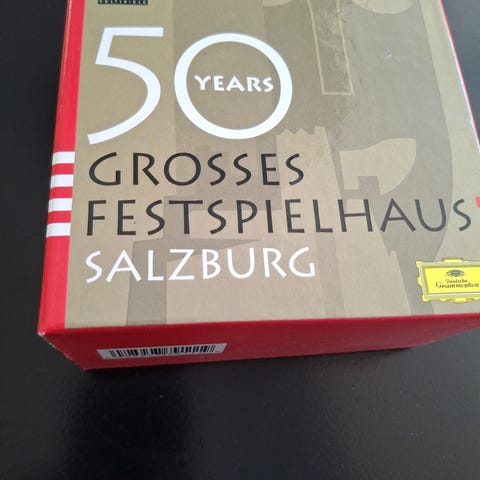 50
YEARS
GROSSES
FESTSPIELHAUS
SALZBURG
Deutsche
Grammophon